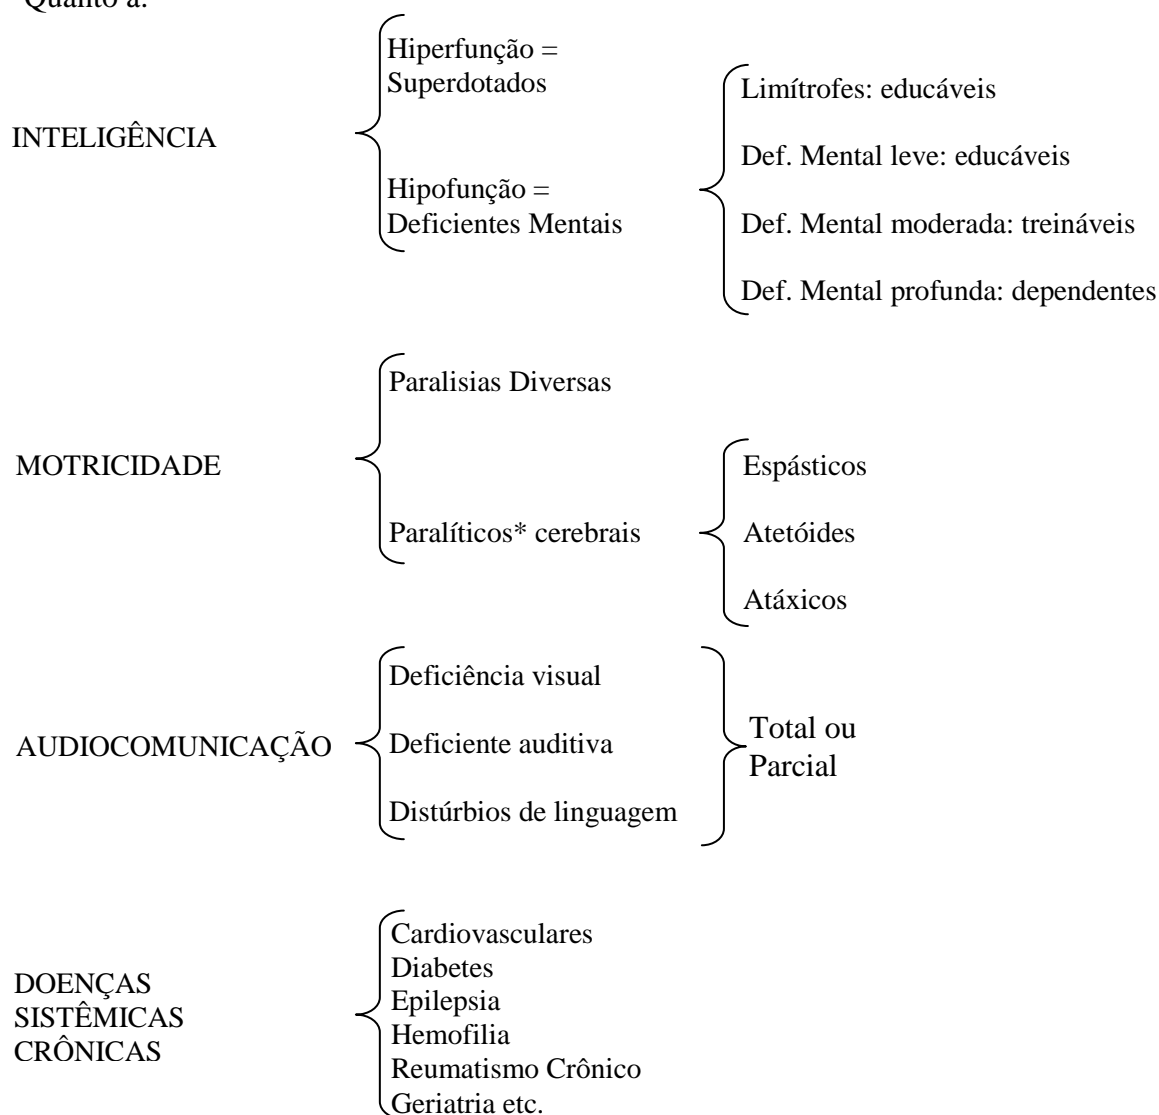 Quanto à:
Hiperfunção =
Superdotados
INTELIGÊNCIA
Hipofunção =
Deficientes Mentais
Limítrofes: educáveis
Def. Mental leve: educáveis
Def. Mental moderada: treináveis
Def. Mental profunda: dependentes
MOTRICIDADE
Paralisias Diversas
Paralíticos* cerebrais
Espásticos
Atetóides
Atáxicos
AUDIOCOMUNICAÇÃO
Deficiência visual
Deficiente auditiva
Distúrbios de linguagem
Total ou
Parcial
DOENÇAS
SISTÊMICAS
CRÔNICAS
Cardiovasculares
Diabetes
Epilepsia
Hemofilia
Reumatismo Crônico
Geriatria etc.